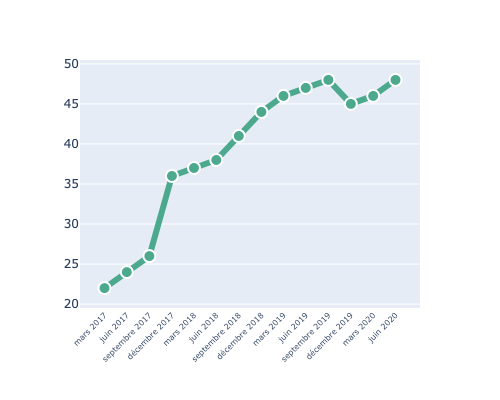 50
45
40
35
30
25
20
mars 2017
juin 2017
septembre 2017
décembre 2017
mars 2018
juin 2018
septembre 2018
décembre 2018
mars 2019
juin 2019
septembre 2019
décembre 2019
mars 2020
juin 2020